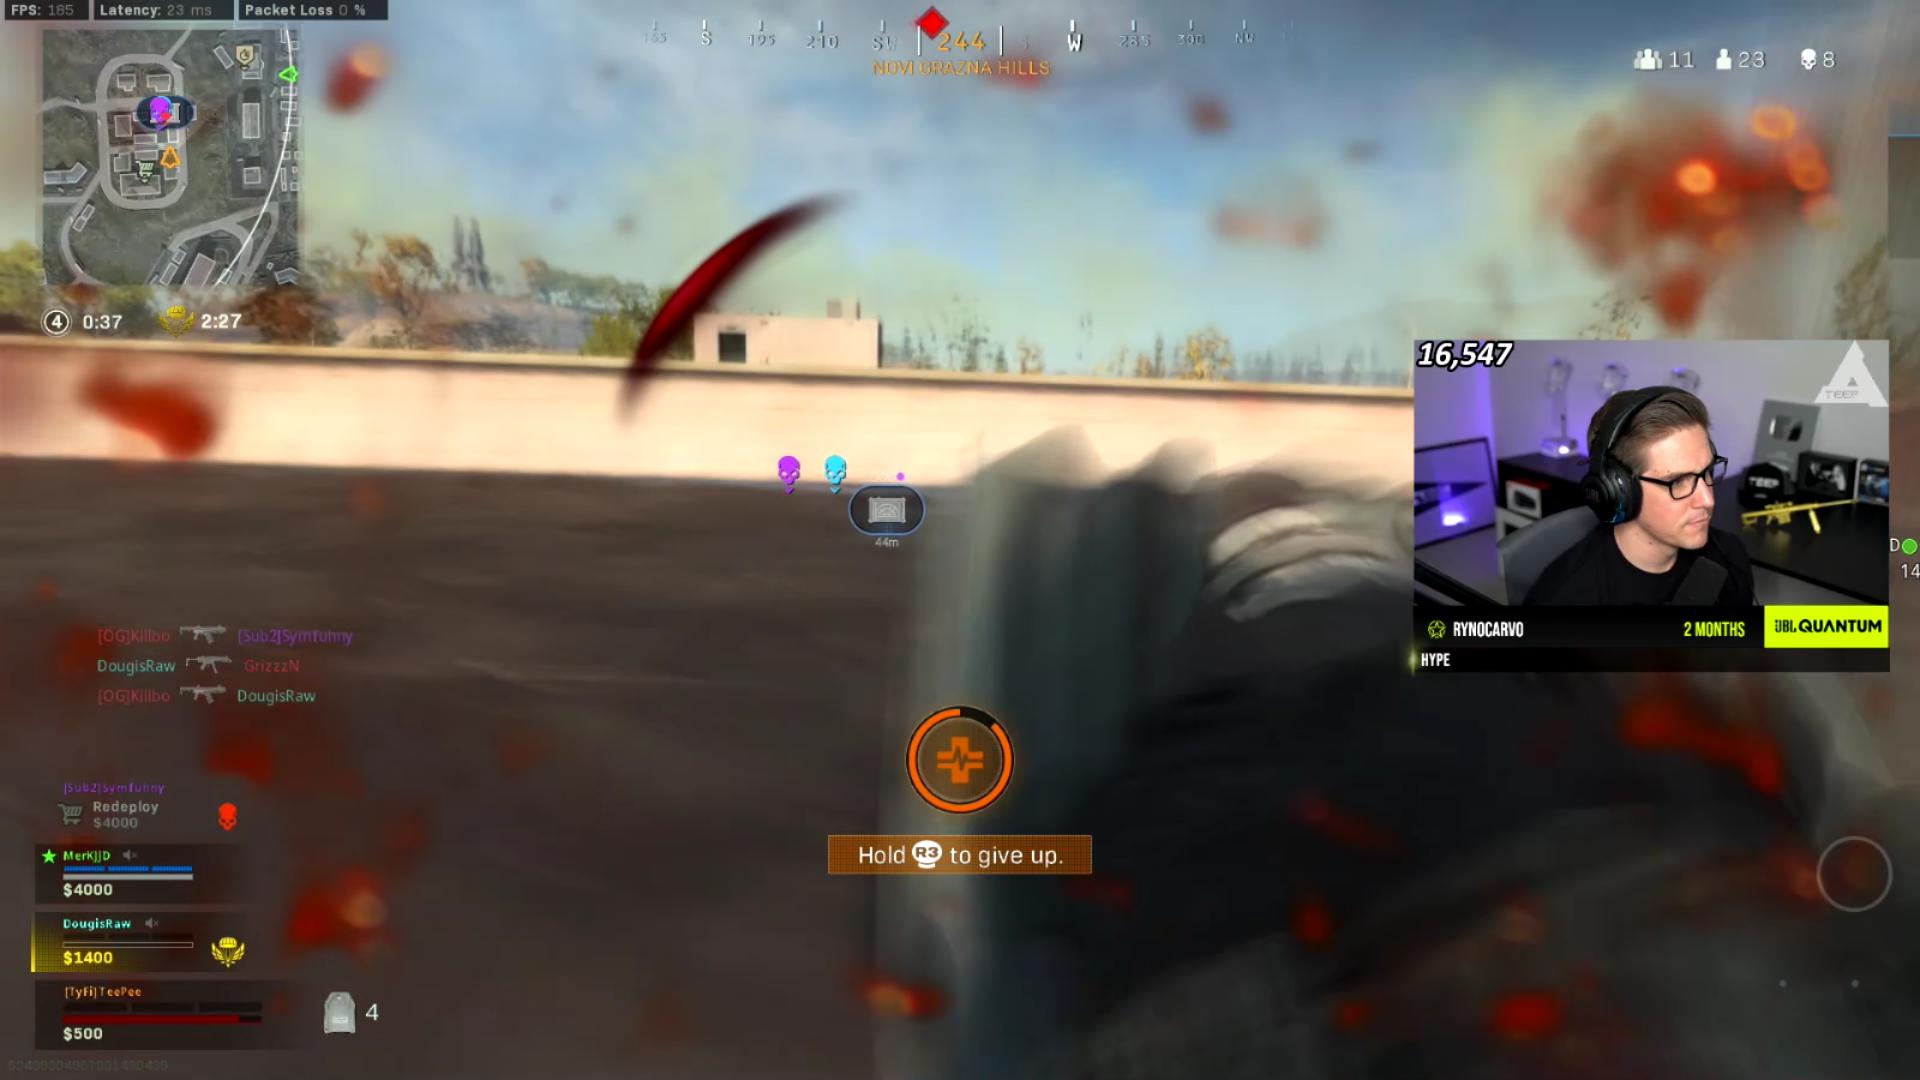 FPS: 185 Latency: 23 ms Packet Loss 0 %
165 S 195 210 SW 244 W 285 300 NW
NOVI GRAZNA HILLS
11 23 8
4 0:37 2:27
16,547
TEEP
TEEP
44m
D
14
RYNOCARVO 2 MONTHS JBL QUANTUM
HYPE
[OG]Killbo [Sub2]Symfuhny
DougisRaw GrizzzN
[OG]Killbo DougisRaw
Hold R3 to give up.
[Sub2]Symfuhny
Redeploy
$4000
MerKJJD
$4000
DougisRaw
$1400
[TyFi]TeePee
$500
4